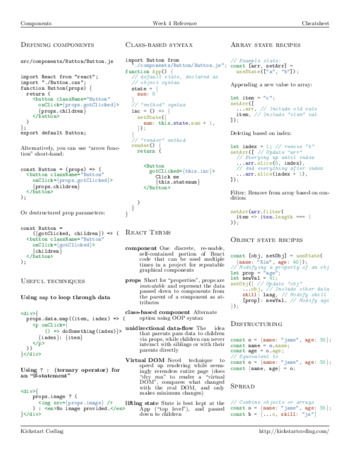 Components
Week 4 Reference
Cheatsheet
Defining components
src/components/Button/Button.js
import React from "react";
import "./Button.css";
function Button(props) {
return (
<button className="Button"
onClick={props.gotClicked}>
{props.children}
</button>
);
}
export default Button;
Alternatively, you can use "arrow func-
tion" short-hand:
const Button = (props) => (
<button className="Button"
onClick={props.gotClicked}>
{props.children}
</button>
);
Or destructured prop parameters:
const Button =
({gotClicked, children}) => (
<button className="Button"
onClick={gotClicked}>
{children}
</button>
);
Useful techniques
Using map to loop through data
<div>{
props.data.map((item, index) => (
<p onClick={
() => doSomething(index)}>
{index}: {item}
</p>
))
}</div>
Using ? : (ternary operator) for
an "if-statement"
<div>{
props.image ? (
<img src={props.image} />
) : <em>No image provided.</em>
}</div>
Class-based syntax
import Button from
"./components/Button/Button.js";
function App() {
// default state, declared as
// object syntax
state = {
num: 5
};
// "method" syntax
inc = () => {
setState({
num: this.state.num + 1,
});
};
// "render" method
render() {
return (
<Button
gotClicked={this.inc}>
Click me
{this.statenum}
</Button>
)
}
}
React Terms
component One discrete, re-usable,
self-contained portion of React
code that can be used multiple
times in a project for repeatable
graphical components
props Short for "properties", props are
immutable and represent the data
passed down to components from
the parent of a component as at-
tributes
class-based component Alternate
option using OOP syntax
unidirectional data-flow The idea
that parents pass data to children
via props, while children can never
interact with siblings or with their
parents directly
Virtual DOM Novel technique to
speed up rendering while seem-
ingly rerenders entire page (does
"dry run" to render a "virtual
DOM", compares what changed
with the real DOM, and only
makes minimum changes)
lifting state State is best kept at the
App ("top level"), and passed
down to children
Array state recipes
// Example state:
const [arr, setArr] =
useState(["a", "b"]);
Appending a new value to array:
let item = "c";
setArr([
...arr, // Include old vals
item, // "item" val
]);
Deleting based on index:
let index = 1; // remove "b"
setArr([ // Update "arr"
// Everying up until index
...arr.slice(0, index),
// And everything after index
...arr.slice(index + 1),
]);
Filter: Remove from array based on con-
dition:
setArr(arr.filter(
item => item.length === 1
));
Object state recipes
const [obj, setObj] = useState(
// Modifying a property of an obj
let prop = "age";
let newVal = 41;
setObj({ // Update "obj"
...obj, // Include other data
skill: lang, // Modify skill
[prop]: newval, // Modify age
});
Destructuring
const o = {name: "jane", age: 30};
const name = o.name;
const age = o.age;
// Equivalent to
const o = {name: "jane", age: 30};
const {name, age} = o;
Spread
// Combine objects or arrays
const a = {name: "jane", age: 30};
const b = {...a, skill: "js"}
Kickstart Coding
http://kickstartcoding.com/